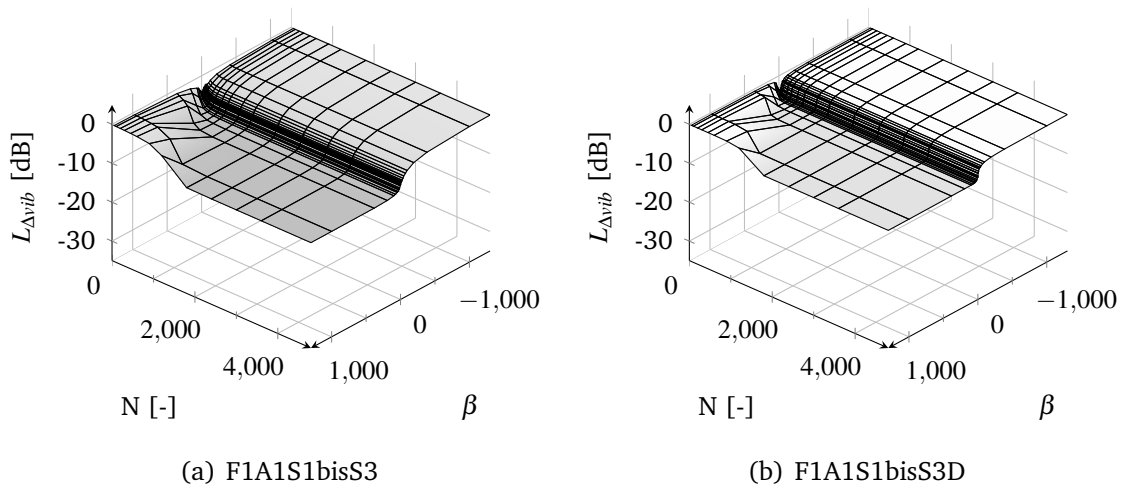 0
-10
-20
-30
L_Δvib [dB]
0
2,000
4,000
N [-]
−1,000
0
1,000
β
(a) F1A1S1bisS3
0
-10
-20
-30
L_Δvib [dB]
0
2,000
4,000
N [-]
−1,000
0
1,000
β
(b) F1A1S1bisS3D